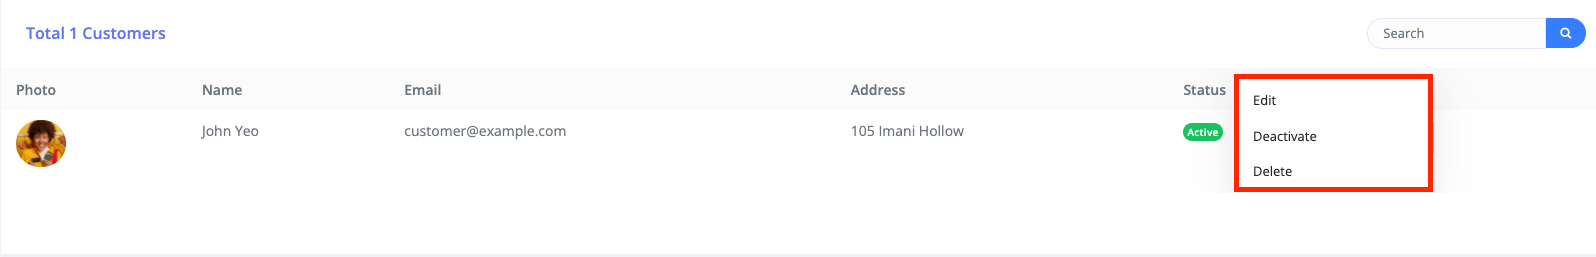 Total 1 Customers
Search
Photo Name Email Address Status
John Yeo customer@example.com 105 Imani Hollow Active
Edit
Deactivate
Delete